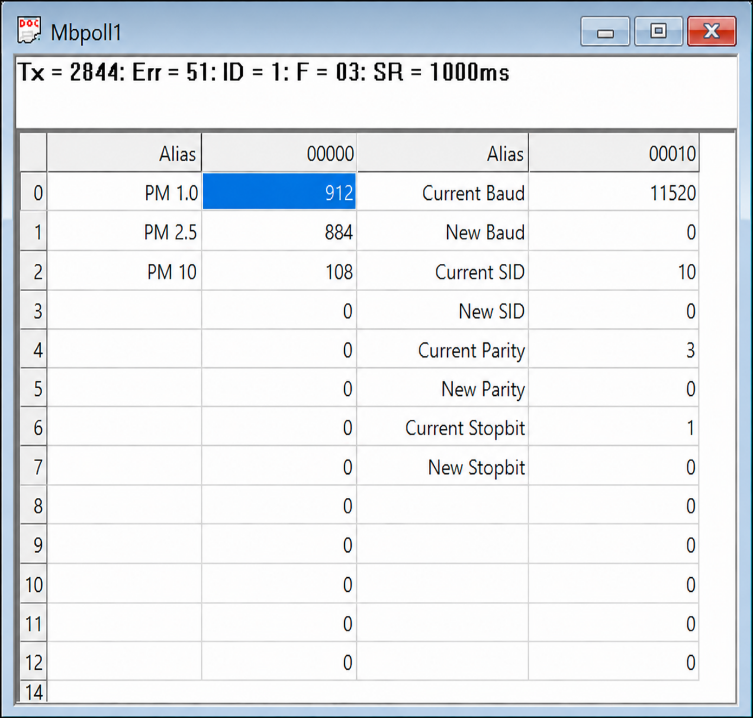 DOC
Mbpoll1
Tx = 2844: Err = 51: ID = 1: F = 03: SR = 1000ms
Alias 00000 Alias 00010
0 PM 1.0 912 Current Baud 11520
1 PM 2.5 884 New Baud 0
2 PM 10 108 Current SID 10
3 0 New SID 0
4 0 Current Parity 3
5 0 New Parity 0
6 0 Current Stopbit 1
7 0 New Stopbit 0
8 0 0
9 0 0
10 0 0
11 0 0
12 0 0
14